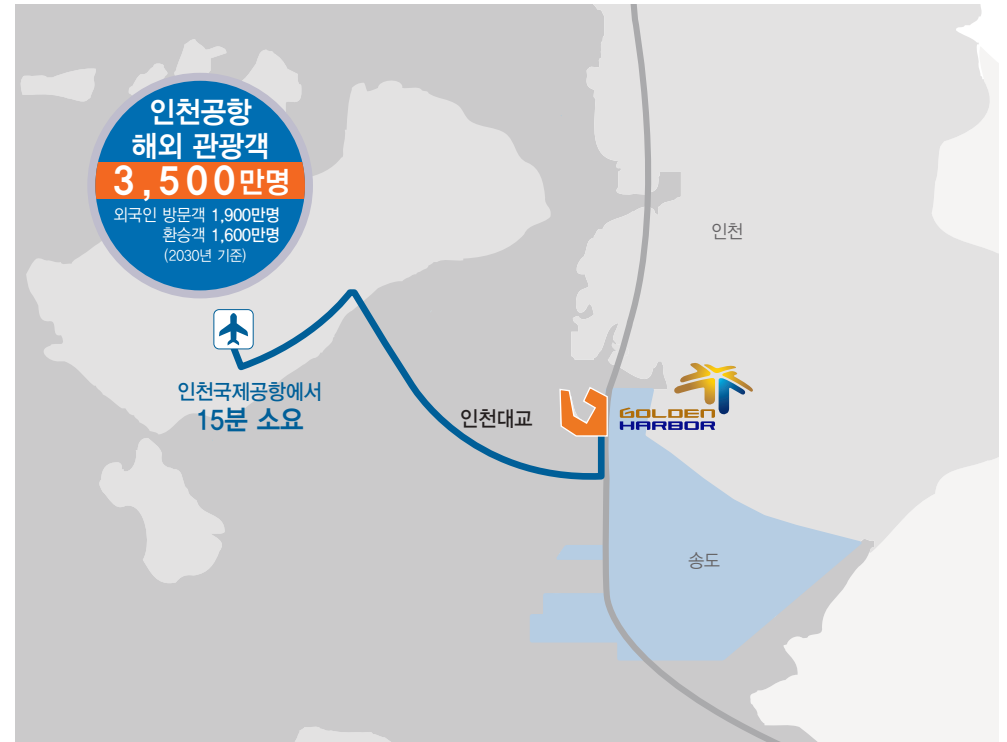 인천공항
해외 관광객
3,500만명
외국인 방문객 1,900만명
환승객 1,600만명
(2030년 기준)
인천
인천국제공항에서
15분 소요
인천대교
GOLDEN
HARBOR
송도